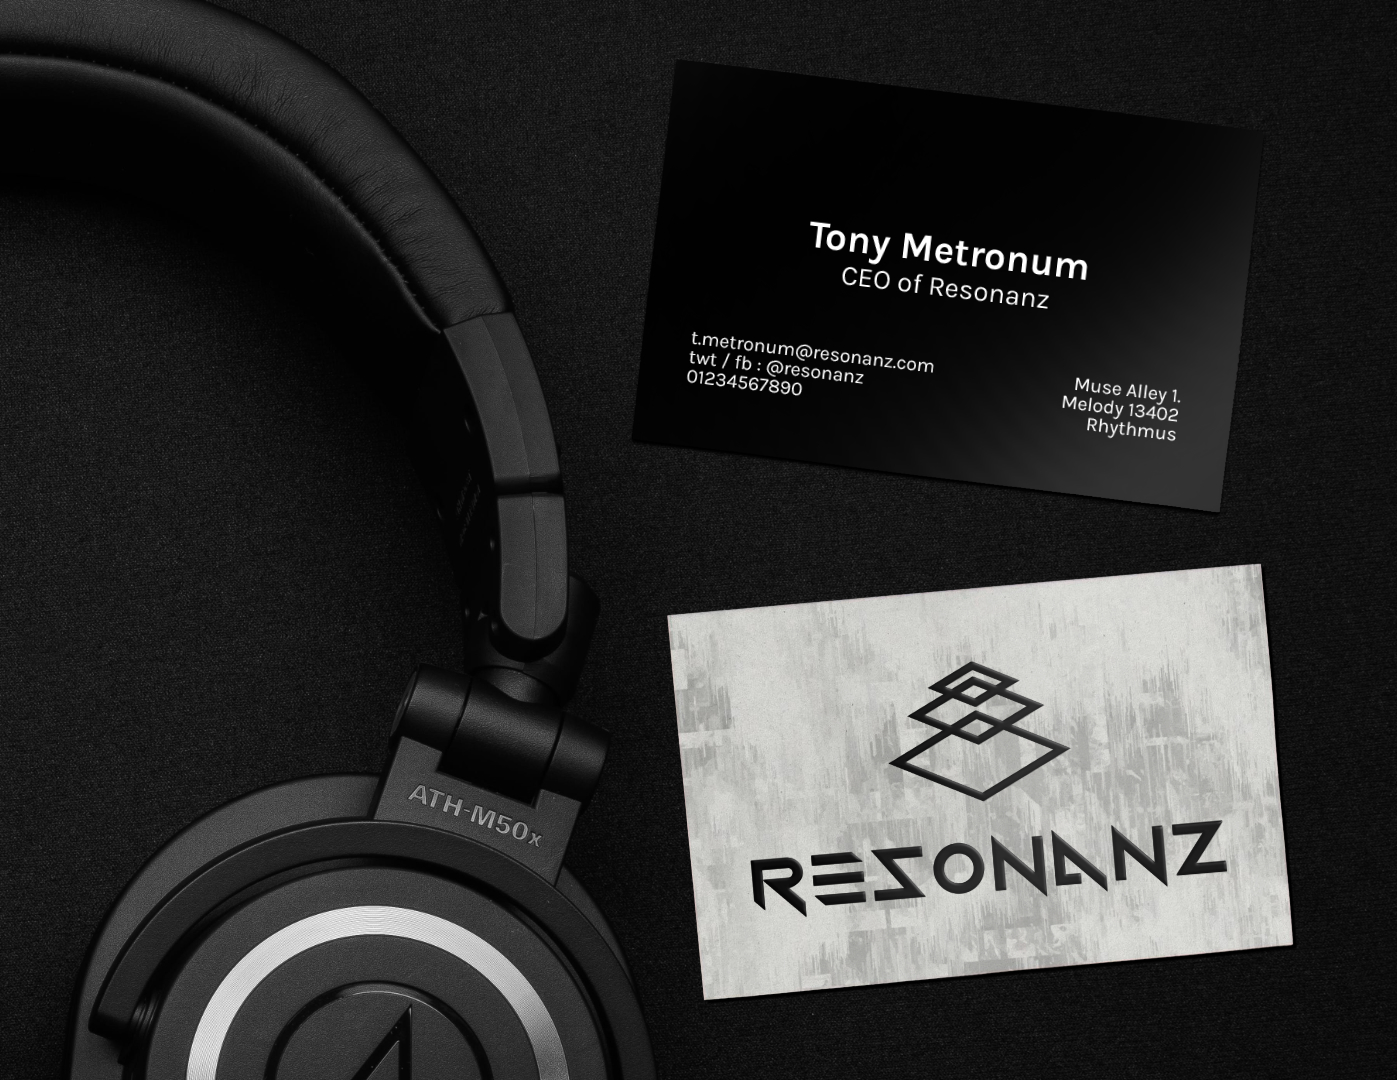 Tony Metronum
CEO of Resonanz
t.metronum@resonanz.com
twt / fb : @resonanz
01234567890
Muse Alley 1.
Melody 13402
Rhythmus
ATH-M50x
RESONANZ